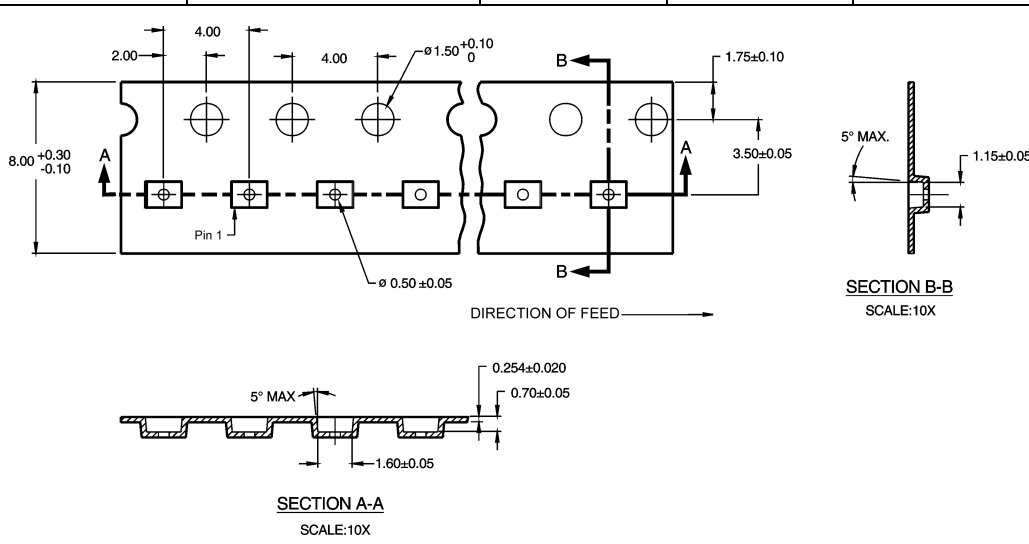 4.00
2.00
4.00
ø1.50 +0.10
0
B
1.75±0.10
5° MAX.
8.00 +0.30
-0.10
A
A
3.50±0.05
1.15±0.05
Pin 1
B
ø 0.50 ±0.05
SECTION B-B
SCALE:10X
DIRECTION OF FEED
0.254±0.020
5° MAX
0.70±0.05
1.60±0.05
SECTION A-A
SCALE:10X